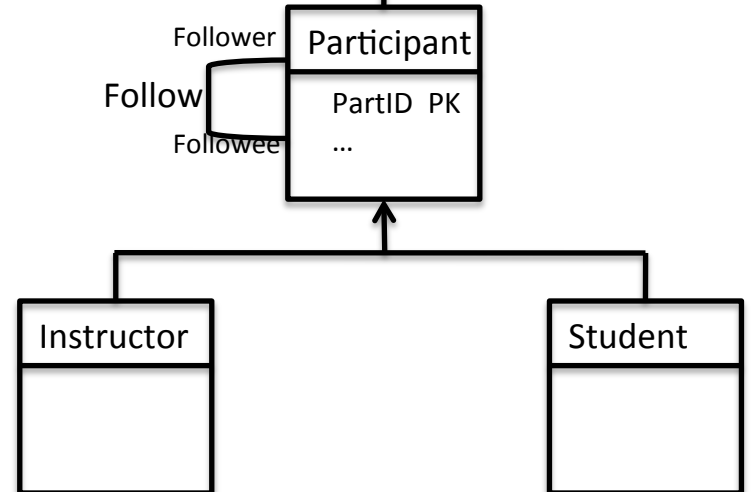 Follower
Participant
Follow
PartID PK
Followee
...
Instructor
Student